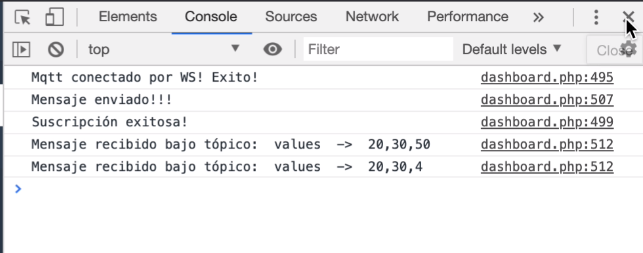 Elements Console Sources Network Performance »
top Filter Default levels Clos
Mqtt conectado por WS! Exito! dashboard.php:495
Mensaje enviado!!! dashboard.php:507
Suscripción exitosa! dashboard.php:499
Mensaje recibido bajo tópico: values -> 20,30,50 dashboard.php:512
Mensaje recibido bajo tópico: values -> 20,30,4 dashboard.php:512
>